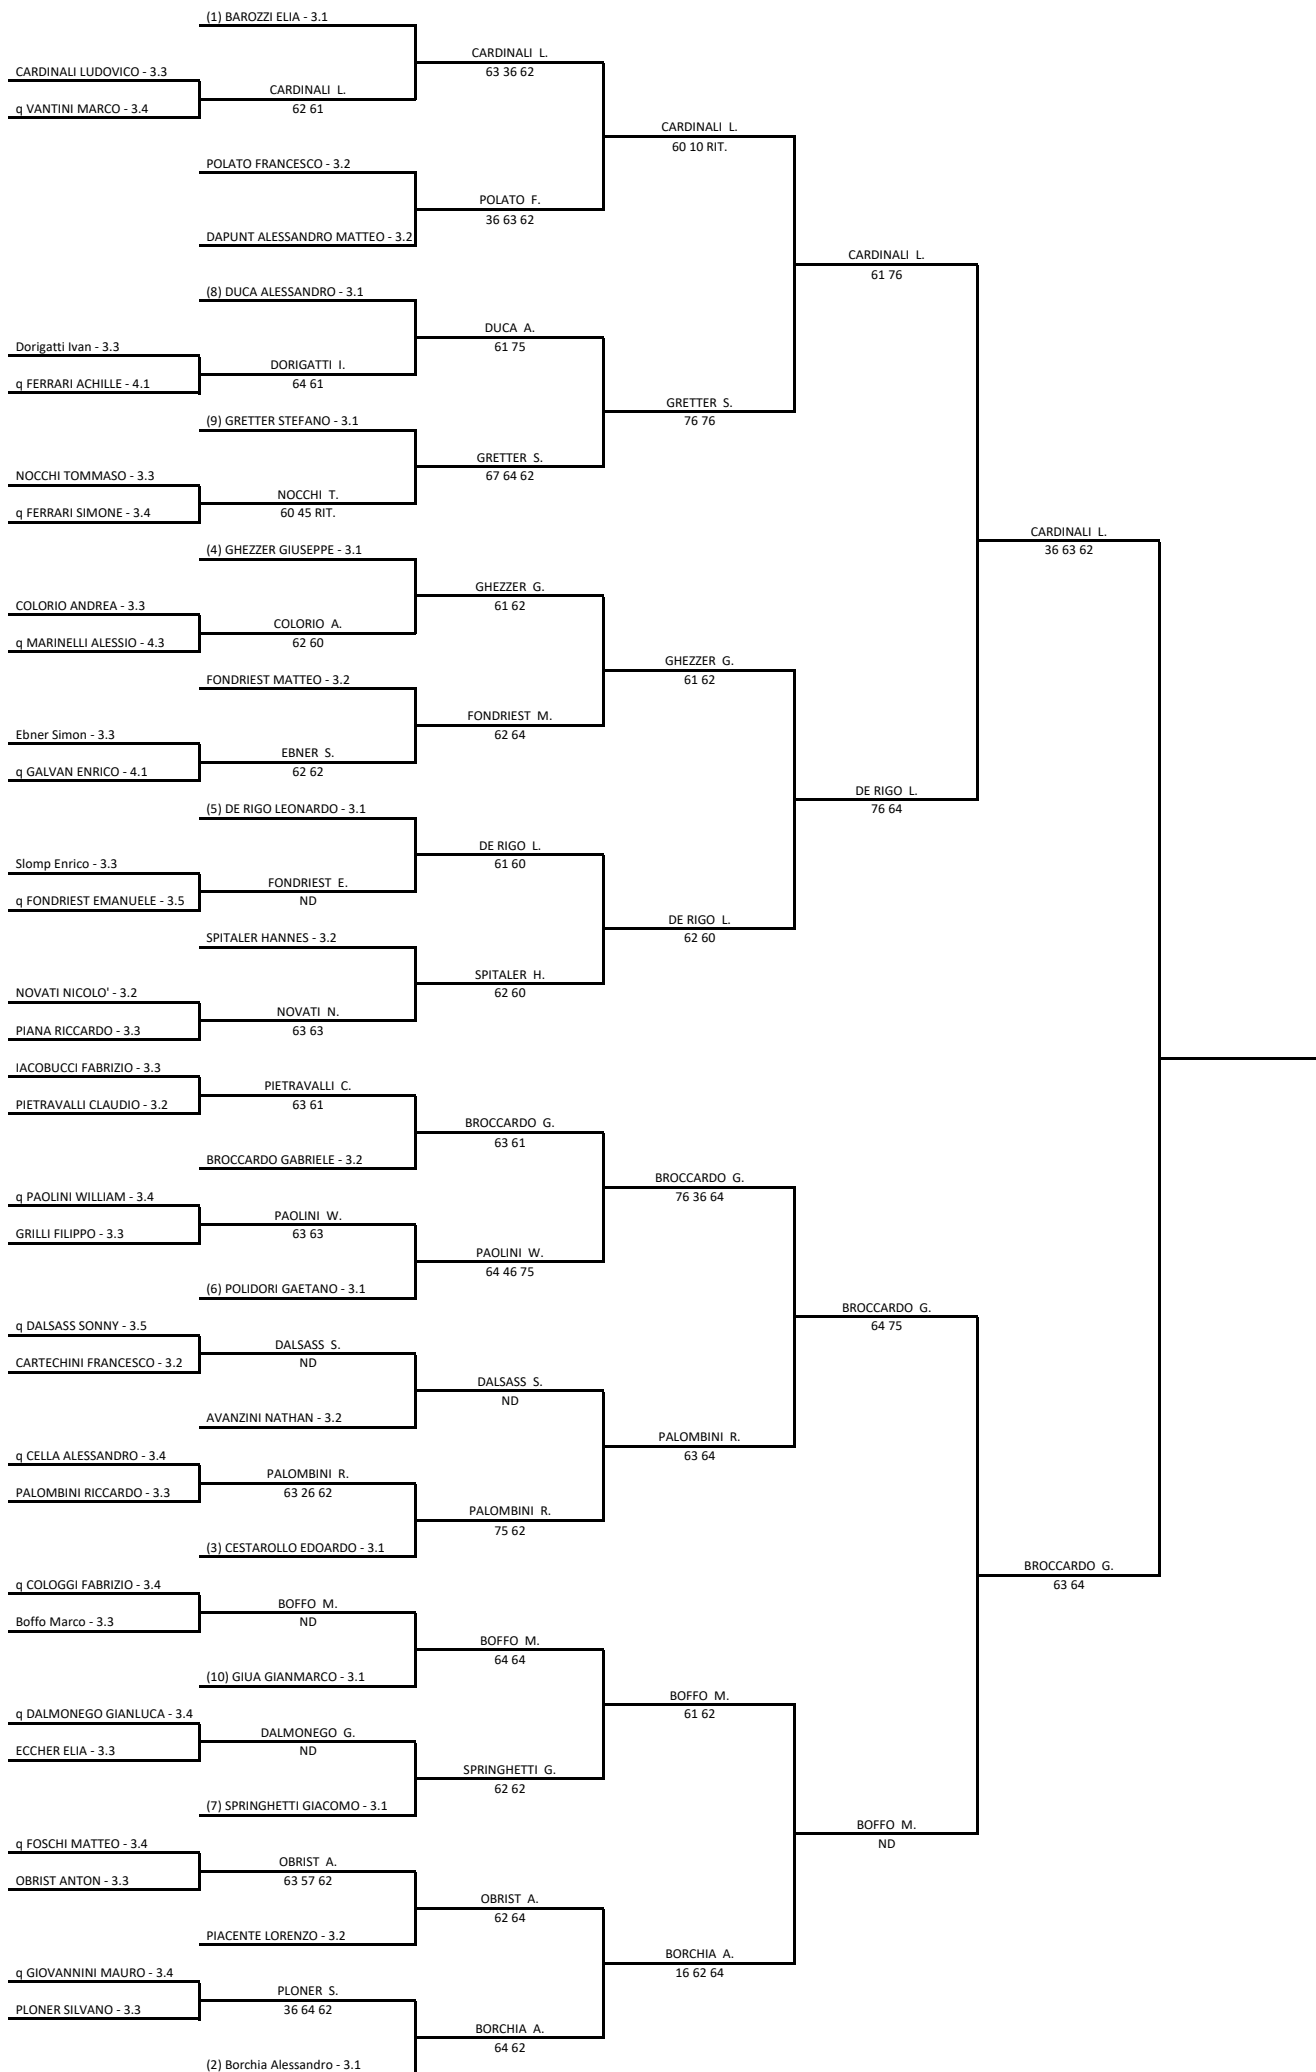 (1) BAROZZI ELIA - 3.1
CARDINALI L.
CARDINALI LUDOVICO - 3.3
63 36 62
CARDINALI L.
q VANTINI MARCO - 3.4
62 61
CARDINALI L.
60 10 RIT.
POLATO FRANCESCO - 3.2
POLATO F.
36 63 62
DAPUNT ALESSANDRO MATTEO - 3.2
CARDINALI L.
61 76
(8) DUCA ALESSANDRO - 3.1
DUCA A.
Dorigatti Ivan - 3.3
61 75
DORIGATTI I.
q FERRARI ACHILLE - 4.1
64 61
GRETTER S.
(9) GRETTER STEFANO - 3.1
76 76
GRETTER S.
NOCCHI TOMMASO - 3.3
67 64 62
NOCCHI T.
q FERRARI SIMONE - 3.4
60 45 RIT.
CARDINALI L.
(4) GHEZZER GIUSEPPE - 3.1
36 63 62
GHEZZER G.
COLORIO ANDREA - 3.3
61 62
COLORIO A.
q MARINELLI ALESSIO - 4.3
62 60
GHEZZER G.
FONDRIEST MATTEO - 3.2
61 62
FONDRIEST M.
Ebner Simon - 3.3
62 64
EBNER S.
q GALVAN ENRICO - 4.1
62 62
DE RIGO L.
(5) DE RIGO LEONARDO - 3.1
76 64
DE RIGO L.
Slomp Enrico - 3.3
61 60
FONDRIEST E.
q FONDRIEST EMANUELE - 3.5
ND
DE RIGO L.
SPITALER HANNES - 3.2
62 60
SPITALER H.
NOVATI NICOLO' - 3.2
62 60
NOVATI N.
PIANA RICCARDO - 3.3
63 63
IACOBUCCI FABRIZIO - 3.3
PIETRAVALLI C.
PIETRAVALLI CLAUDIO - 3.2
63 61
BROCCARDO G.
63 61
BROCCARDO GABRIELE - 3.2
BROCCARDO G.
q PAOLINI WILLIAM - 3.4
76 36 64
PAOLINI W.
GRILLI FILIPPO - 3.3
63 63
PAOLINI W.
64 46 75
(6) POLIDORI GAETANO - 3.1
BROCCARDO G.
q DALSASS SONNY - 3.5
64 75
DALSASS S.
CARTECHINI FRANCESCO - 3.2
ND
DALSASS S.
ND
AVANZINI NATHAN - 3.2
PALOMBINI R.
q CELLA ALESSANDRO - 3.4
63 64
PALOMBINI R.
PALOMBINI RICCARDO - 3.3
63 26 62
PALOMBINI R.
75 62
(3) CESTAROLLO EDOARDO - 3.1
BROCCARDO G.
q COLOGGI FABRIZIO - 3.4
63 64
BOFFO M.
Boffo Marco - 3.3
ND
BOFFO M.
64 64
(10) GIUA GIANMARCO - 3.1
BOFFO M.
q DALMONEGO GIANLUCA - 3.4
61 62
DALMONEGO G.
ECCHER ELIA - 3.3
ND
SPRINGHETTI G.
62 62
(7) SPRINGHETTI GIACOMO - 3.1
BOFFO M.
q FOSCHI MATTEO - 3.4
ND
OBRIST A.
OBRIST ANTON - 3.3
63 57 62
OBRIST A.
62 64
PIACENTE LORENZO - 3.2
BORCHIA A.
q GIOVANNINI MAURO - 3.4
16 62 64
PLONER S.
PLONER SILVANO - 3.3
36 64 62
BORCHIA A.
64 62
(2) Borchia Alessandro - 3.1